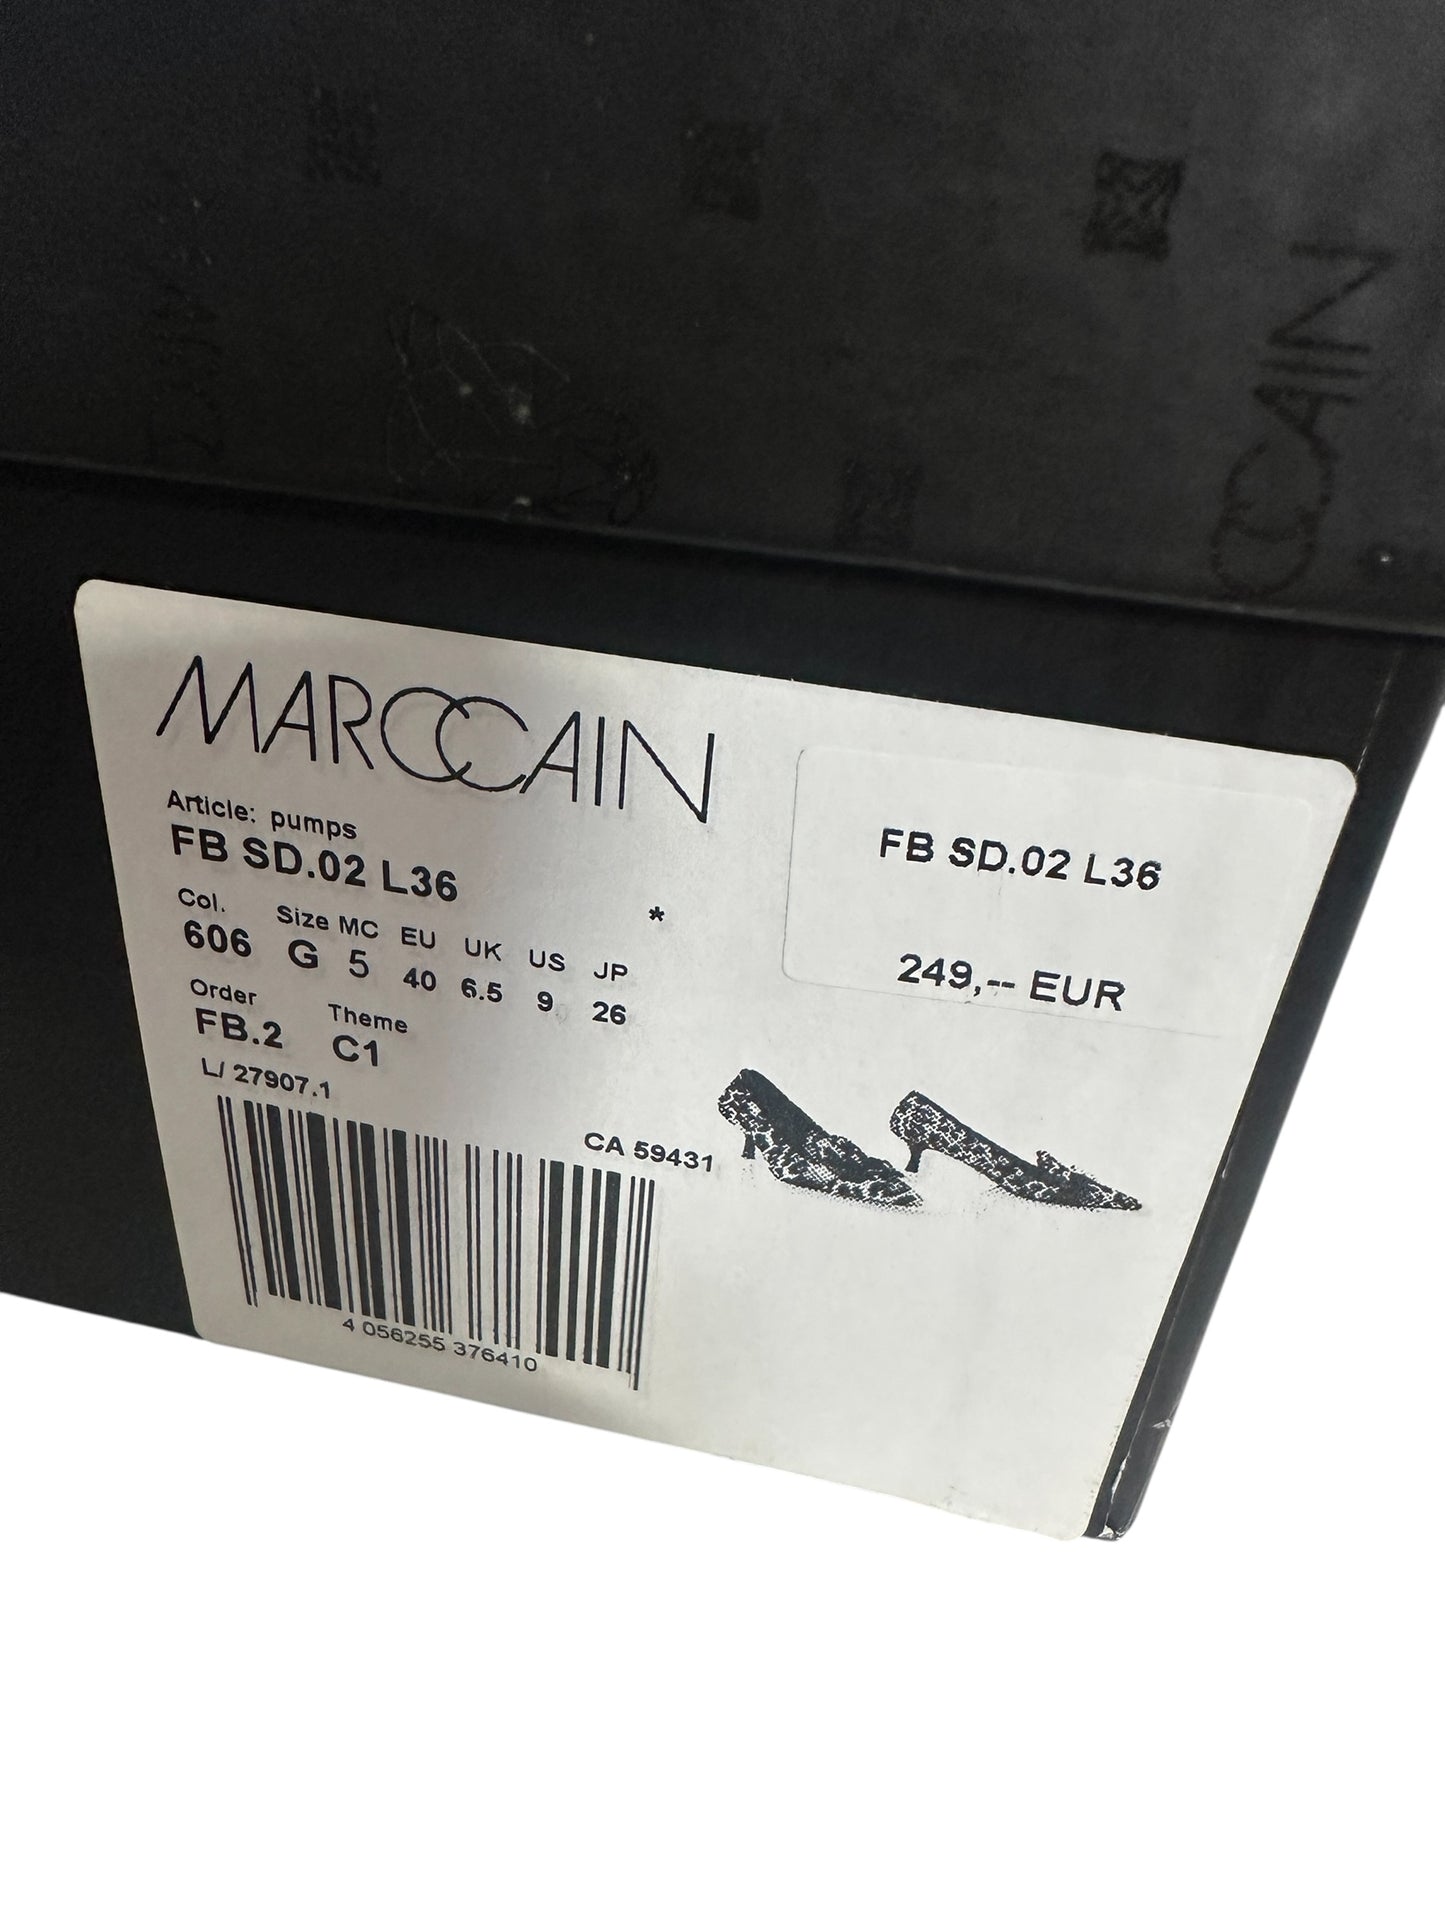 CCAIN
MARCCAIN
Article: pumps
FB SD.02 L36
*
Col. Size MC EU UK US JP
606 G 5 40 6.5 9 26
Order Theme
FB.2 C1
L/ 27907.1
CA 59431
4 056255 376410
FB SD.02 L36
249,-- EUR